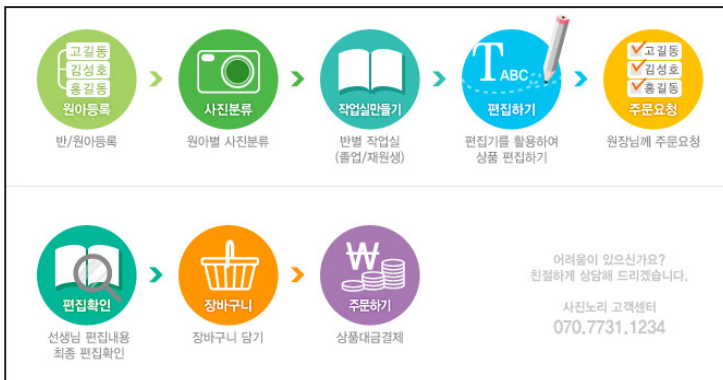 고길동
김성호
홍길동
원아등록
반/원아등록
사진분류
원아별 사진분류
작업실만들기
반별 작업실
(졸업/재원생)
T ABC
편집하기
편집기를 활용하여
상품 편집하기
고길동
김성호
홍길동
주문요청
원장님께 주문요청
편집확인
선생님 편집내용
최종 편집확인
장바구니
장바구니 담기
₩
주문하기
상품대금결제
어려움이 있으신가요?
친절하게 상담해 드리겠습니다.
사진노리 고객센터
070.7731.1234